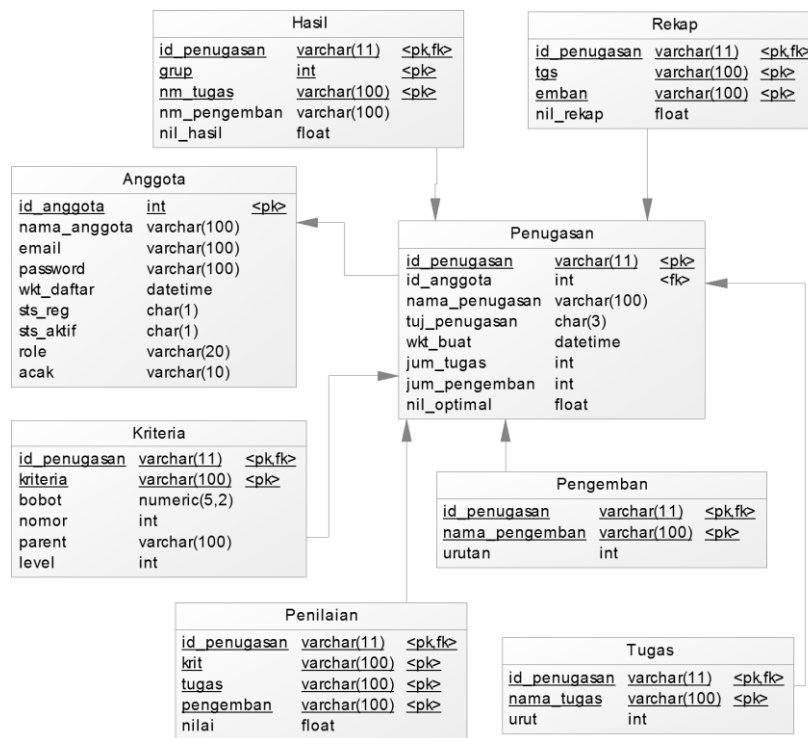 Hasil
id_penugasan varchar(11) <pk,fk>
grup int <pk>
nm_tugas varchar(100) <pk>
nm_pengemban varchar(100)
nil_hasil float
Rekap
id_penugasan varchar(11) <pk,fk>
tgs varchar(100) <pk>
emban varchar(100) <pk>
nil_rekap float
Anggota
id_anggota int <pk>
nama_anggota varchar(100)
email varchar(100)
password varchar(100)
wkt_daftar datetime
sts_reg char(1)
sts_aktif char(1)
role varchar(20)
acak varchar(10)
Penugasan
id_penugasan varchar(11) <pk>
id_anggota int <fk>
nama_penugasan varchar(100)
tuj_penugasan char(3)
wkt_buat datetime
jum_tugas int
jum_pengemban int
nil_optimal float
Kriteria
id_penugasan varchar(11) <pk,fk>
kriteria varchar(100) <pk>
bobot numeric(5,2)
nomor int
parent varchar(100)
level int
Pengemban
id_penugasan varchar(11) <pk,fk>
nama_pengemban varchar(100) <pk>
urutan int
Penilaian
id_penugasan varchar(11) <pk,fk>
krit varchar(100) <pk>
tugas varchar(100) <pk>
pengemban varchar(100) <pk>
nilai float
Tugas
id_penugasan varchar(11) <pk,fk>
nama_tugas varchar(100) <pk>
urut int